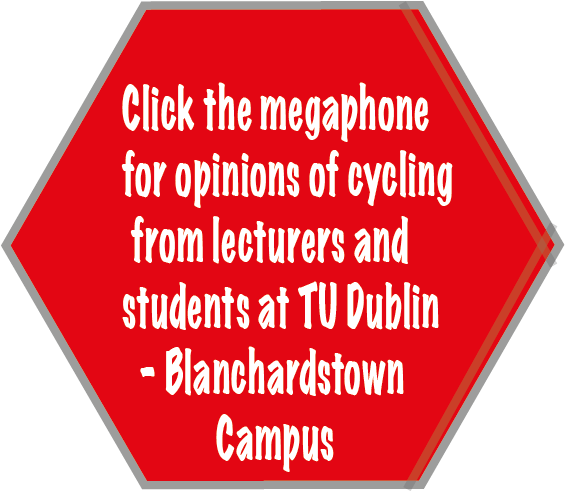 Click the megaphone
for opinions of cycling
from lecturers and
students at TU Dublin
- Blanchardstown
Campus